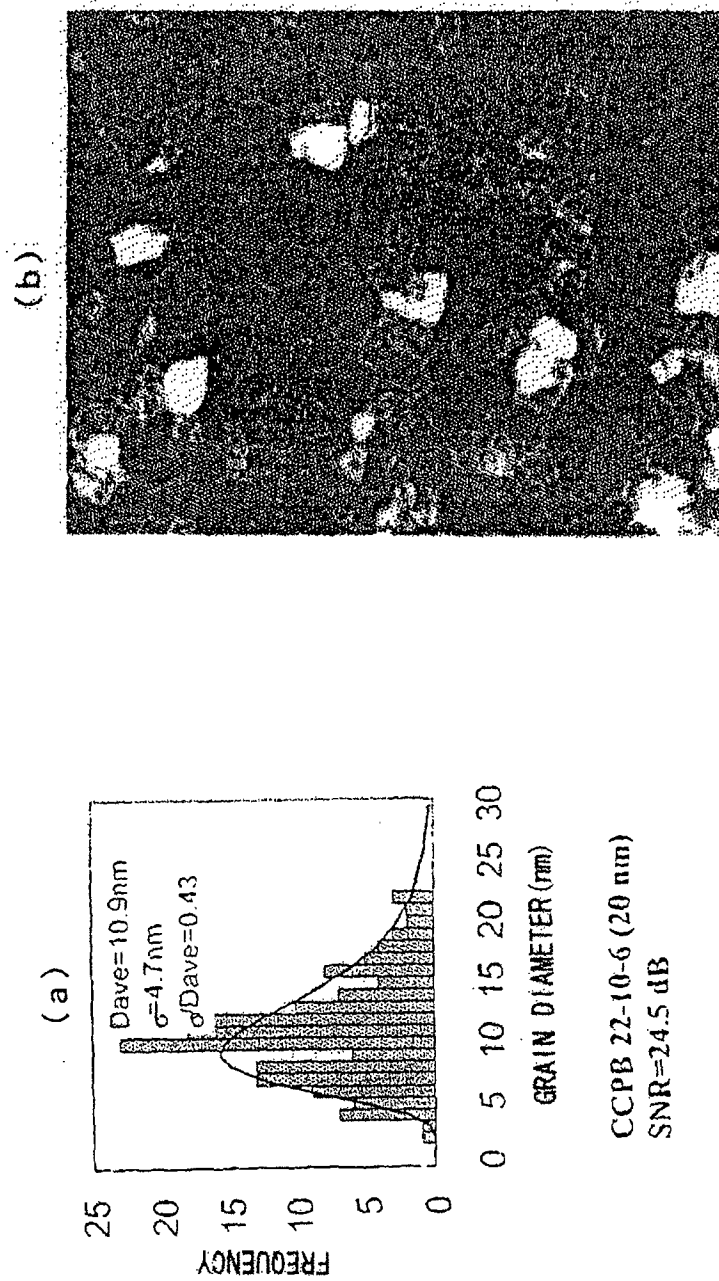 (a)
Dave=10.9nm
σ=4.7nm
σ/Dave=0.43
FREQUENCY
25
20
15
10
5
0
0 5 10 15 20 25 30
GRAIN DIAMETER(nm)
CCPB 22-10-6 (20 nm)
SNR=24.5 dB
(b)